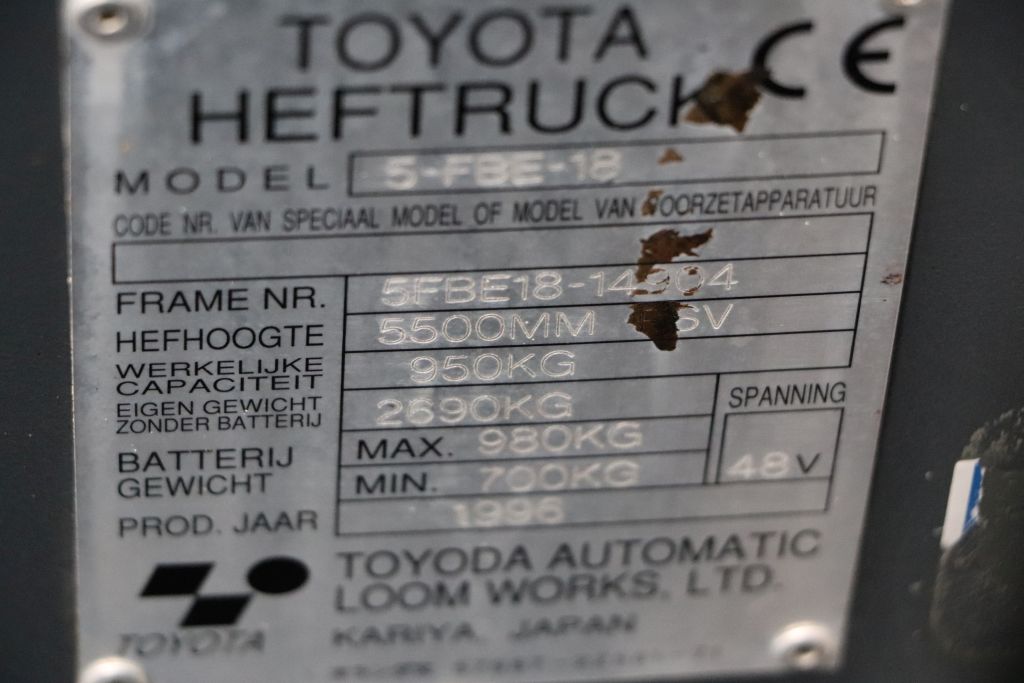 TOYOTA CE
HEFTRUCK
MODEL 5-FBE-18
CODE NR. VAN SPECIAAL MODEL OF MODEL VAN VOORZETAPPARATUUR
FRAME NR. 5FBE18-14904
HEFHOOGTE 5500MM FSV
WERKELIJKE CAPACITEIT 950KG
EIGEN GEWICHT ZONDER BATTERIJ 2690KG
SPANNING
BATTERIJ GEWICHT MAX. 980KG
MIN. 700KG 48V
PROD. JAAR 1996
TOYODA AUTOMATIC
LOOM WORKS, LTD.
KARIYA, JAPAN
TOYOTA